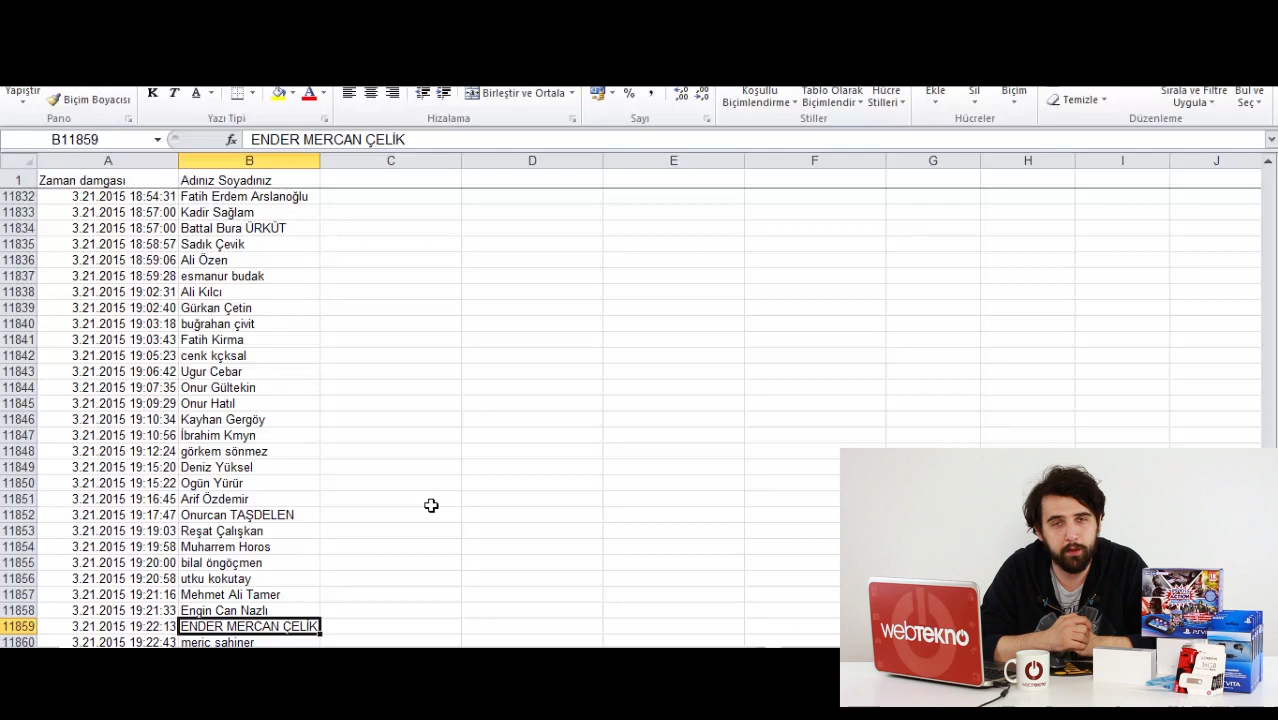 Yapıştır
Biçim Boyacısı
K
T
A
A
Birleştir ve Ortala
%
Koşullu Biçimlendirme
Tablo Olarak Biçimlendir
Hücre Stilleri
Ekle
Sil
Biçim
Temizle
Sırala ve Filtre Uygula
Bul ve Seç
Pano
Yazı Tipi
Hizalama
Sayı
Stiller
Hücreler
Düzenleme
B11859 fx ENDER MERCAN ÇELİK
A B C D E F G H I J
1 Zaman damgası Adınız Soyadınız
11832 3.21.2015 18:54:31 Fatih Erdem Arslanoğlu
11833 3.21.2015 18:57:00 Kadir Sağlam
11834 3.21.2015 18:57:00 Battal Bura ÜRKÜT
11835 3.21.2015 18:58:57 Sadık Çevik
11836 3.21.2015 18:59:06 Ali Özen
11837 3.21.2015 18:59:28 esmanur budak
11838 3.21.2015 19:02:31 Ali Kılcı
11839 3.21.2015 19:02:40 Gürkan Çetin
11840 3.21.2015 19:03:18 buğrahan çivit
11841 3.21.2015 19:03:43 Fatih Kirma
11842 3.21.2015 19:05:23 cenk kçksal
11843 3.21.2015 19:06:42 Ugur Cebar
11844 3.21.2015 19:07:35 Onur Gültekin
11845 3.21.2015 19:09:29 Onur Hatıl
11846 3.21.2015 19:10:34 Kayhan Gergöy
11847 3.21.2015 19:10:56 İbrahim Kmyn
11848 3.21.2015 19:12:24 görkem sönmez
11849 3.21.2015 19:15:20 Deniz Yüksel
11850 3.21.2015 19:15:22 Ogün Yürür
11851 3.21.2015 19:16:45 Arif Özdemir
11852 3.21.2015 19:17:47 Onurcan TAŞDELEN
11853 3.21.2015 19:19:03 Reşat Çalışkan
11854 3.21.2015 19:19:58 Muharrem Horos
11855 3.21.2015 19:20:00 bilal öngöçmen
11856 3.21.2015 19:20:58 utku kokutay
11857 3.21.2015 19:21:16 Mehmet Ali Tamer
11858 3.21.2015 19:21:33 Engin Can Nazlı
11859 3.21.2015 19:22:13 ENDER MERCAN ÇELİK
11860 3.21.2015 19:22:43 meric sahiner
webTEKNO
webTEKNO
ACTION
PS VITA